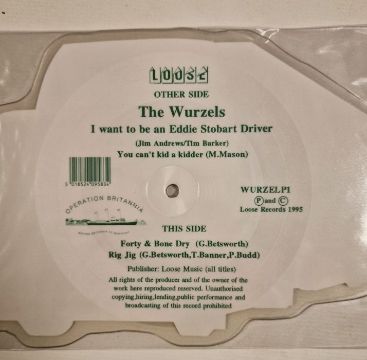 LOOSE
OTHER SIDE
The Wurzels
I want to be an Eddie Stobart Driver
(Jim Andrews/Tim Barker)
You can't kid a kidder (M.Mason)
5 018524 095834
OPERATION BRITANNIA
WURZELP1
P and C
Loose Records 1995
THIS SIDE
Forty & Bone Dry (G.Betsworth)
Rig Jig (G.Betsworth,T.Banner,P.Budd)
Publisher: Loose Music (all titles)
All rights of the producer and of the owner of the
work here reproduced reserved. Unauthorised
copying,hiring,lending,public performance and
broadcasting of this record prohibited